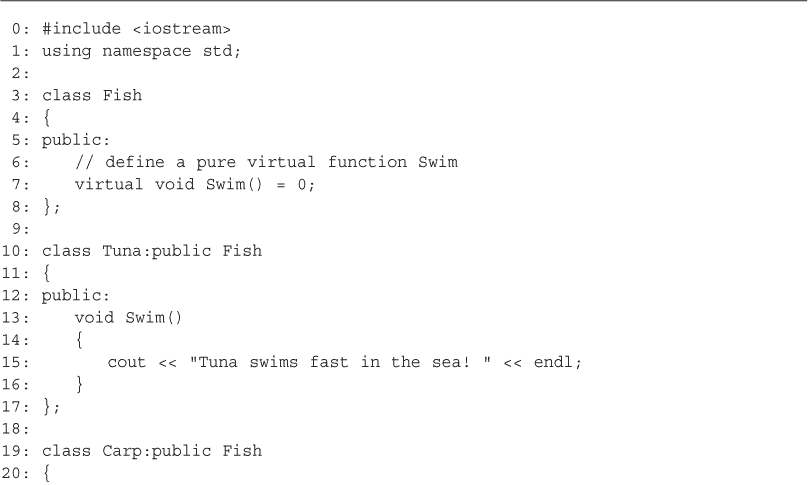 0: #include <iostream>
1: using namespace std;
2:
3: class Fish
4: {
5: public:
6:    // define a pure virtual function Swim
7:    virtual void Swim() = 0;
8: };
9:
10: class Tuna:public Fish
11: {
12: public:
13:    void Swim()
14:    {
15:       cout << "Tuna swims fast in the sea! " << endl;
16:    }
17: };
18:
19: class Carp:public Fish
20: {